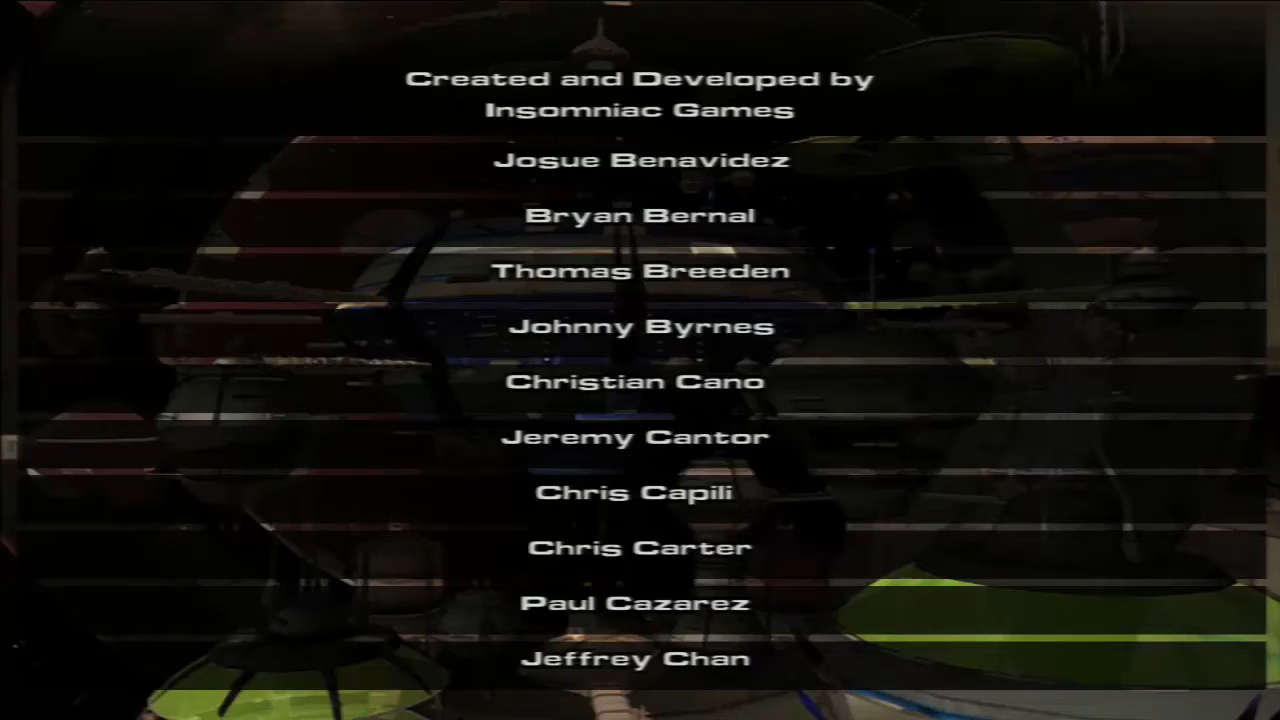 Created and Developed by
Insomniac Games
Josue Benavidez
Bryan Bernal
Thomas Breeden
Johnny Byrnes
Christian Cano
Jeremy Cantor
Chris Capili
Chris Carter
Paul Cazarez
Jeffrey Chan